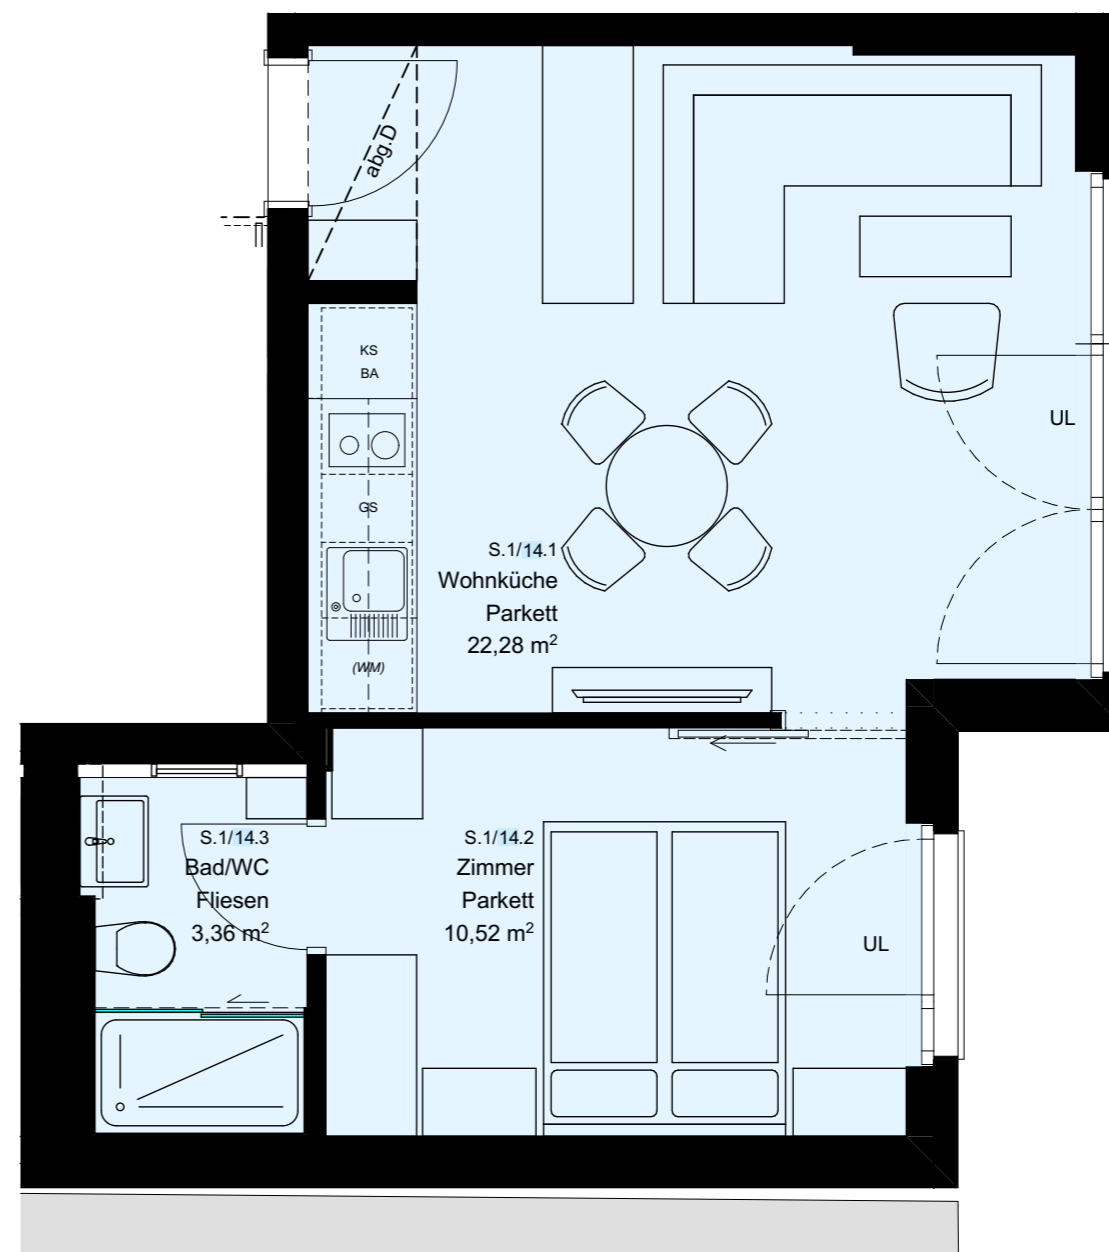 abg.D
KS
BA
UL
GS
S.1/14.1
Wohnküche
Parkett
22,28 m²
(WM)
S.1/14.3
Bad/WC
Fliesen
3,36 m²
S.1/14.2
Zimmer
Parkett
10,52 m²
UL